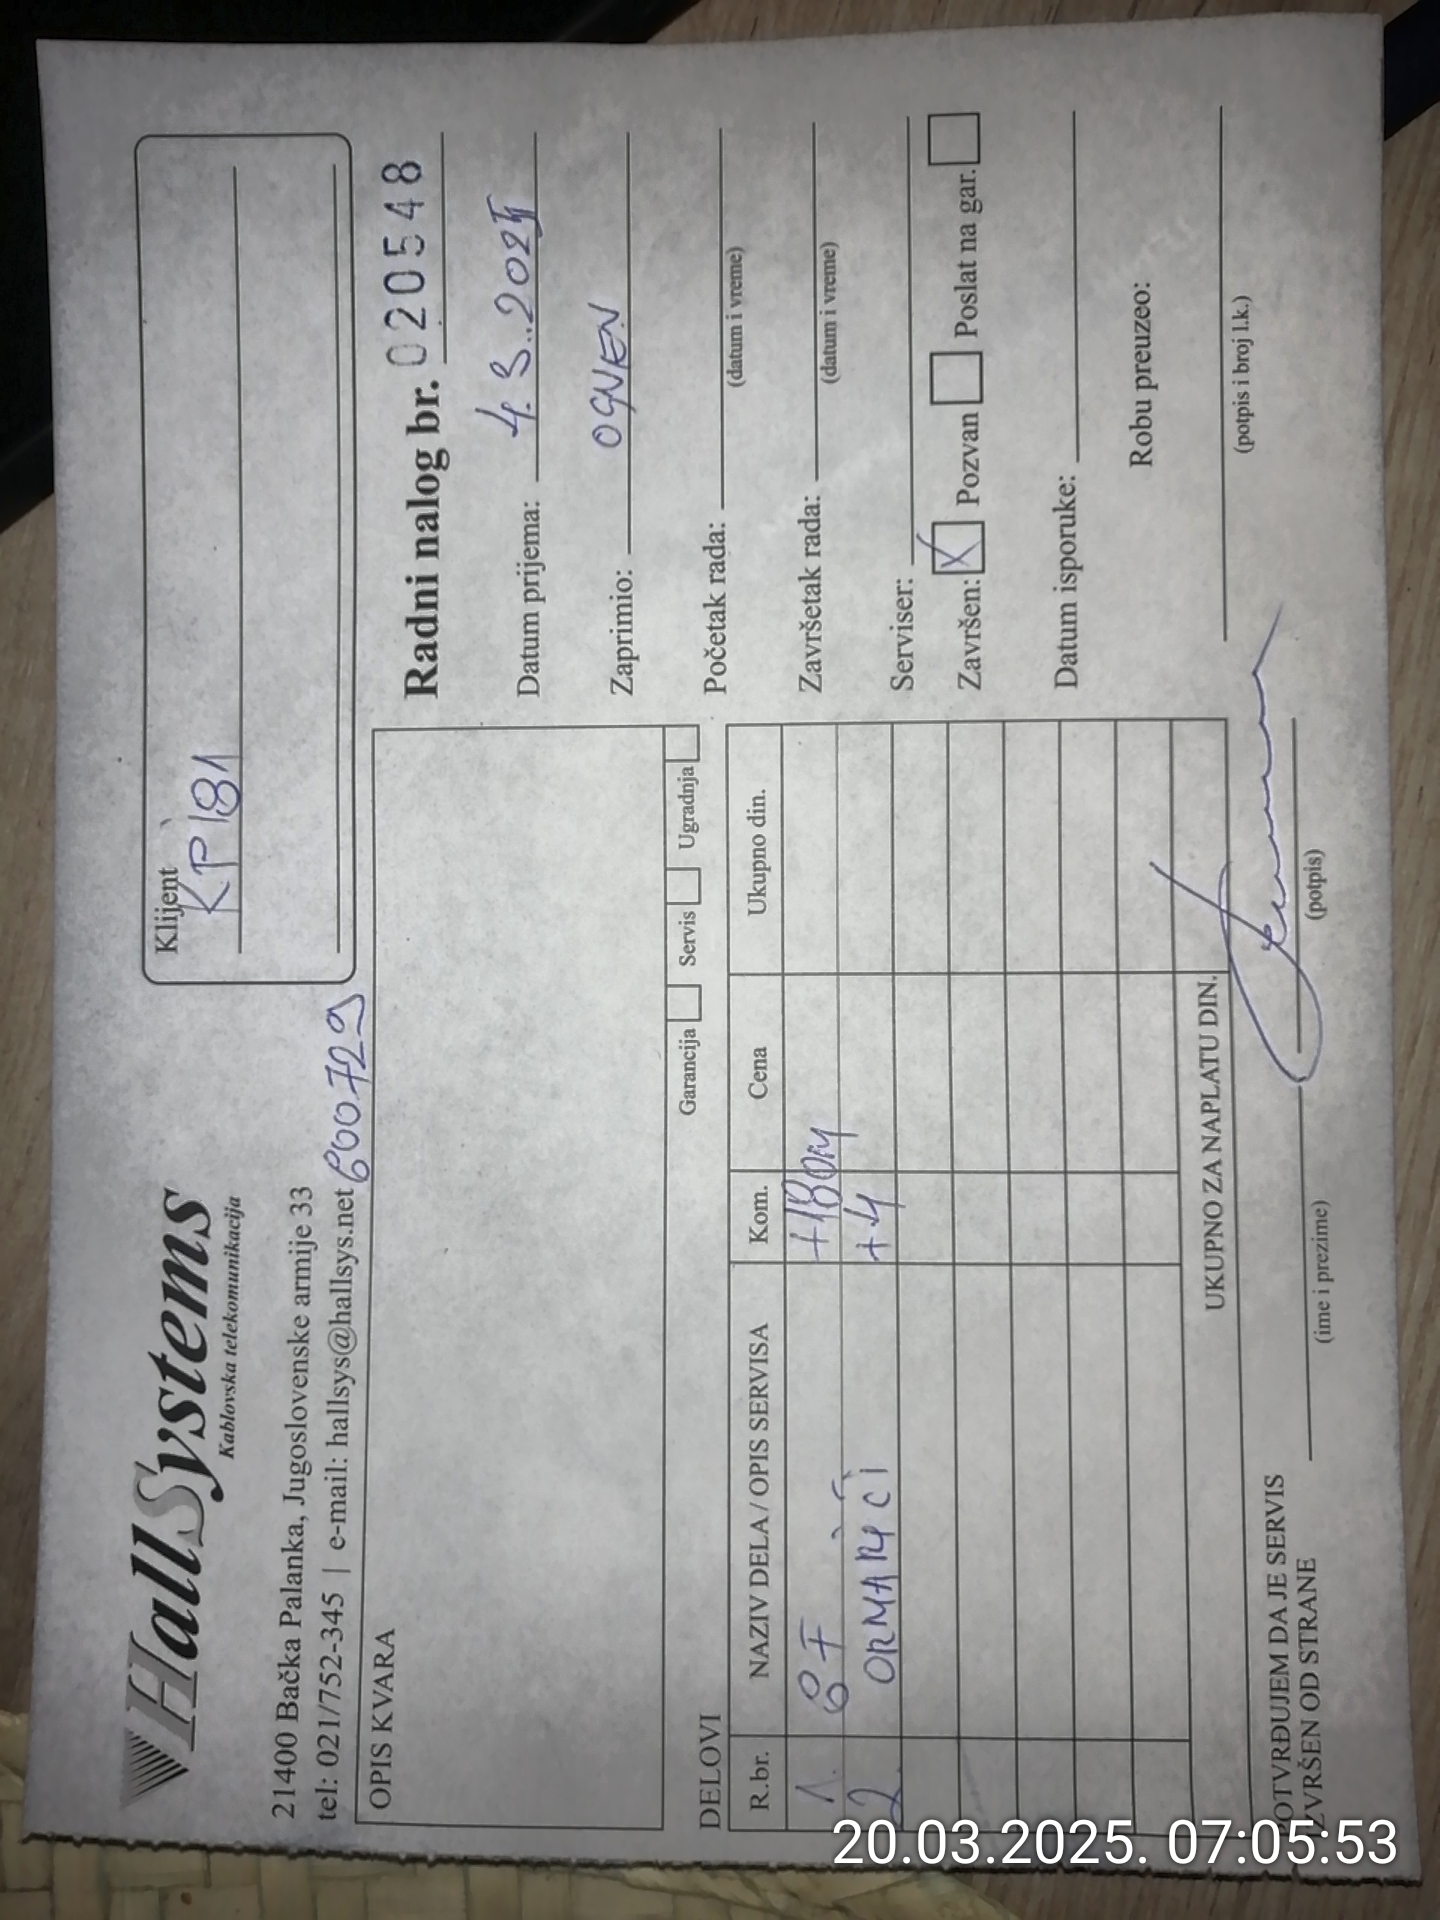 HallSystems
Kablovska telekomunikacija
21400 Bačka Palanka, Jugoslovenske armije 33
tel: 021/752-345 | e-mail: hallsys@hallsys.net
600729
Klijent
KP181
OPIS KVARA
Garancija Servis Ugradnja
Radni nalog br. 020548
Datum prijema: 4.3.2025
Zaprimio: OGNJEN
Početak rada:
(datum i vreme)
Završetak rada:
(datum i vreme)
Serviser:
Završen: X Pozvan Poslat na gar.
Datum isporuke:
Robu preuzeo:
(potpis i broj l.k.)
DELOVI
R.br. NAZIV DELA / OPIS SERVISA Kom. Cena Ukupno din.
1. 8F +180m
2. ORMARIĆI +4
UKUPNO ZA NAPLATU DIN.
POTVRĐUJEM DA JE SERVIS
IZVRŠEN OD STRANE
(ime i prezime)
(potpis)
20.03.2025. 07:05:53